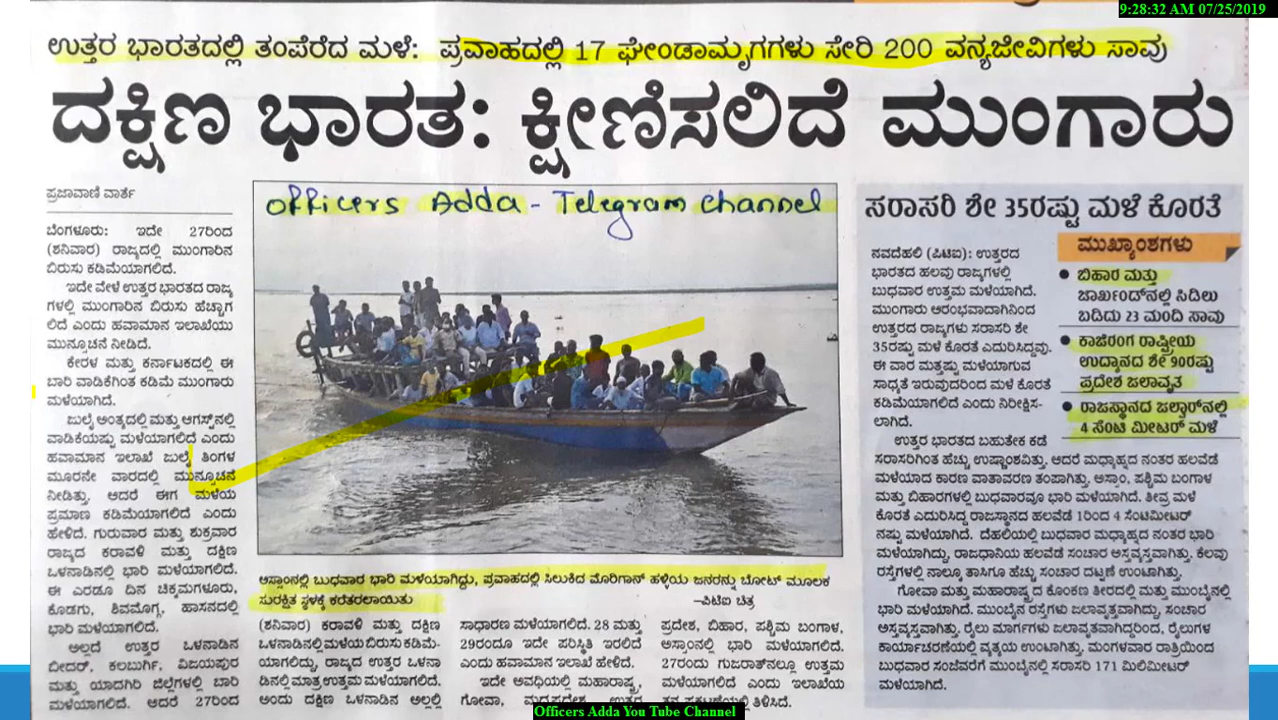 9:28:32 AM 07/25/2019
ಉತ್ತರ ಭಾರತದಲ್ಲಿ ತಂಪೆರೆದ ಮಳೆ: ಪ್ರವಾಹದಲ್ಲಿ 17 ಘೇಂಡಾಮೃಗಗಳು ಸೇರಿ 200 ವನ್ಯಜೀವಿಗಳು ಸಾವು
ದಕ್ಷಿಣ ಭಾರತ: ಕ್ಷೀಣಿಸಲಿದೆ ಮುಂಗಾರು
ಪ್ರಜಾವಾಣಿ ವಾರ್ತೆ
ಬೆಂಗಳೂರು: ಇದೇ 27ರಿಂದ
(ಶನಿವಾರ) ರಾಜ್ಯದಲ್ಲಿ ಮುಂಗಾರಿನ
ಬಿರುಸು ಕಡಿಮೆಯಾಗಲಿದೆ.
ಇದೇ ವೇಳೆ ಉತ್ತರ ಭಾರತದ ರಾಜ್ಯ
ಗಳಲ್ಲಿ ಮುಂಗಾರಿನ ಬಿರುಸು ಹೆಚ್ಚಾಗ
ಲಿದೆ ಎಂದು ಹವಾಮಾನ ಇಲಾಖೆಯು
ಮುನ್ಸೂಚನೆ ನೀಡಿದೆ.
ಕೇರಳ ಮತ್ತು ಕರ್ನಾಟಕದಲ್ಲಿ ಈ
ಬಾರಿ ವಾಡಿಕೆಗಿಂತ ಕಡಿಮೆ ಮುಂಗಾರು
ಮಳೆಯಾಗಿದೆ.
ಜುಲೈ ಅಂತ್ಯದಲ್ಲಿ ಮತ್ತು ಆಗಸ್ಟ್‌ನಲ್ಲಿ
ವಾಡಿಕೆಯಷ್ಟು ಮಳೆಯಾಗಲಿದೆ ಎಂದು
ಹವಾಮಾನ ಇಲಾಖೆ ಜುಲೈ ತಿಂಗಳ
ಮೂರನೇ ವಾರದಲ್ಲಿ ಮುನ್ಸೂಚನೆ
ನೀಡಿತ್ತು. ಆದರೆ ಈಗ ಮಳೆಯ
ಪ್ರಮಾಣ ಕಡಿಮೆಯಾಗಲಿದೆ ಎಂದು
ಹೇಳಿದೆ. ಗುರುವಾರ ಮತ್ತು ಶುಕ್ರವಾರ
ರಾಜ್ಯದ ಕರಾವಳಿ ಮತ್ತು ದಕ್ಷಿಣ
ಒಳನಾಡಿನಲ್ಲಿ ಭಾರಿ ಮಳೆಯಾಗಲಿದೆ.
ಈ ಎರಡೂ ದಿನ ಚಿಕ್ಕಮಗಳೂರು,
ಕೊಡಗು, ಶಿವಮೊಗ್ಗ, ಹಾಸನದಲ್ಲಿ
ಭಾರಿ ಮಳೆಯಾಗಲಿದೆ.
ಅಲ್ಲದೆ ಉತ್ತರ ಒಳನಾಡಿನ
ಬೀದರ್, ಕಲಬುರ್ಗಿ, ವಿಜಯಪುರ
ಮತ್ತು ಯಾದಗಿರಿ ಜಿಲ್ಲೆಗಳಲ್ಲಿ ಬಾರಿ
ಮಳೆಯಾಗಲಿದೆ. ಆದರೆ 27ರಿಂದ
officers Adda - Telegram channel
ಅಸ್ಸಾಂನಲ್ಲಿ ಬುಧವಾರ ಭಾರಿ ಮಳೆಯಾಗಿದ್ದು, ಪ್ರವಾಹದಲ್ಲಿ ಸಿಲುಕಿದ ಮೊರಿಗಾನ್ ಹಳ್ಳಿಯ ಜನರನ್ನು ಬೋಟ್ ಮೂಲಕ
ಸುರಕ್ಷಿತ ಸ್ಥಳಕ್ಕೆ ಕರೆತರಲಾಯಿತು –ಪಿಟಿಐ ಚಿತ್ರ
(ಶನಿವಾರ) ಕರಾವಳಿ ಮತ್ತು ದಕ್ಷಿಣ
ಒಳನಾಡಿನಲ್ಲಿ ಮಳೆಯ ಬಿರುಸು ಕಡಿಮೆ-
ಯಾಗಲಿದ್ದು, ರಾಜ್ಯದ ಉತ್ತರ ಒಳನಾ
ಡಿನಲ್ಲಿ ಮಾತ್ರ ಉತ್ತಮ ಮಳೆಯಾಗಲಿದೆ.
ಅಂದು ದಕ್ಷಿಣ ಒಳನಾಡಿನ ಅಲ್ಲಲ್ಲಿ
ಸಾಧಾರಣ ಮಳೆಯಾಗಲಿದೆ. 28 ಮತ್ತು
29ರಂದೂ ಇದೇ ಪರಿಸ್ಥಿತಿ ಇರಲಿದೆ
ಎಂದು ಹವಾಮಾನ ಇಲಾಖೆ ಹೇಳಿದೆ.
ಇದೇ ಅವಧಿಯಲ್ಲಿ ಮಹಾರಾಷ್ಟ್ರ,
ಗೋವಾ, ಮಧ್ಯಪ್ರದೇಶ, ಉತ್ತರ
ಪ್ರದೇಶ, ಬಿಹಾರ, ಪಶ್ಚಿಮ ಬಂಗಾಳ,
ಅಸ್ಸಾಂನಲ್ಲಿ ಭಾರಿ ಮಳೆಯಾಗಲಿದೆ.
27ರಂದು ಗುಜರಾತ್‌ನಲ್ಲೂ ಉತ್ತಮ
ಮಳೆಯಾಗಲಿದೆ ಎಂದು ಇಲಾಖೆಯ
ತನ್ನ ಪ್ರಕಟಣೆಯಲ್ಲಿ ತಿಳಿಸಿದೆ.
ಸರಾಸರಿ ಶೇ 35ರಷ್ಟು ಮಳೆ ಕೊರತೆ
ನವದೆಹಲಿ (ಪಿಟಿಐ): ಉತ್ತರದ
ಭಾರತದ ಹಲವು ರಾಜ್ಯಗಳಲ್ಲಿ
ಬುಧವಾರ ಉತ್ತಮ ಮಳೆಯಾಗಿದೆ.
ಮುಂಗಾರು ಆರಂಭವಾದಾಗಿನಿಂದ
ಉತ್ತರದ ರಾಜ್ಯಗಳು ಸರಾಸರಿ ಶೇ
35ರಷ್ಟು ಮಳೆ ಕೊರತೆ ಎದುರಿಸಿದ್ದವು.
ಈ ವಾರ ಮತ್ತಷ್ಟು ಮಳೆಯಾಗುವ
ಸಾಧ್ಯತೆ ಇರುವುದರಿಂದ ಮಳೆ ಕೊರತೆ
ಕಡಿಮೆಯಾಗಲಿದೆ ಎಂದು ನಿರೀಕ್ಷಿಸ-
ಲಾಗಿದೆ.
ಮುಖ್ಯಾಂಶಗಳು
● ಬಿಹಾರ ಮತ್ತು
ಜಾರ್ಖಂಡ್‌ನಲ್ಲಿ ಸಿಡಿಲು
ಬಡಿದು 23 ಮಂದಿ ಸಾವು
● ಕಾಜಿರಂಗ ರಾಷ್ಟ್ರೀಯ
ಉದ್ಯಾನದ ಶೇ 90ರಷ್ಟು
ಪ್ರದೇಶ ಜಲಾವೃತ
● ರಾಜಸ್ಥಾನದ ಜಲ್ವಾರ್‌ನಲ್ಲಿ
4 ಸೆಂಟಿ ಮೀಟರ್ ಮಳೆ
ಉತ್ತರ ಭಾರತದ ಬಹುತೇಕ ಕಡೆ
ಸರಾಸರಿಗಿಂತ ಹೆಚ್ಚು ಉಷ್ಣಾಂಶವಿತ್ತು. ಆದರೆ ಮಧ್ಯಾಹ್ನದ ನಂತರ ಹಲವೆಡೆ
ಮಳೆಯಾದ ಕಾರಣ ವಾತಾವರಣ ತಂಪಾಗಿತ್ತು. ಅಸ್ಸಾಂ, ಪಶ್ಚಿಮ ಬಂಗಾಳ
ಮತ್ತು ಬಿಹಾರಗಳಲ್ಲಿ ಬುಧವಾರವೂ ಭಾರಿ ಮಳೆಯಾಗಿದೆ. ತೀವ್ರ ಮಳೆ
ಕೊರತೆ ಎದುರಿಸಿದ್ದ ರಾಜಸ್ಥಾನದ ಹಲವೆಡೆ 1ರಿಂದ 4 ಸೆಂಟಿಮೀಟರ್
ನಷ್ಟು ಮಳೆಯಾಗಿದೆ. ದೆಹಲಿಯಲ್ಲಿ ಬುಧವಾರ ಮಧ್ಯಾಹ್ನದ ನಂತರ ಭಾರಿ
ಮಳೆಯಾಗಿದ್ದು, ರಾಜಧಾನಿಯ ಹಲವೆಡೆ ಸಂಚಾರ ಅಸ್ತವ್ಯಸ್ತವಾಗಿತ್ತು. ಕೆಲವು
ರಸ್ತೆಗಳಲ್ಲಿ ನಾಲ್ಕೂ ತಾಸಿಗೂ ಹೆಚ್ಚು ಸಂಚಾರ ದಟ್ಟಣೆ ಉಂಟಾಗಿತ್ತು.
ಗೋವಾ ಮತ್ತು ಮಹಾರಾಷ್ಟ್ರದ ಕೊಂಕಣ ತೀರದಲ್ಲಿ ಮತ್ತು ಮುಂಬೈನಲ್ಲಿ
ಭಾರಿ ಮಳೆಯಾಗಿದೆ. ಮುಂಬೈನ ರಸ್ತೆಗಳು ಜಲಾವೃತವಾಗಿದ್ದು, ಸಂಚಾರ
ಅಸ್ತವ್ಯಸ್ತವಾಗಿತ್ತು. ರೈಲು ಮಾರ್ಗಗಳು ಜಲಾವೃತವಾಗಿದ್ದರಿಂದ, ರೈಲುಗಳ
ಕಾರ್ಯಾಚರಣೆಯಲ್ಲಿ ವ್ಯತ್ಯಯ ಉಂಟಾಗಿತ್ತು. ಮಂಗಳವಾರ ರಾತ್ರಿಯಿಂದ
ಬುಧವಾರ ಸಂಜೆವರೆಗೆ ಮುಂಬೈನಲ್ಲಿ ಸರಾಸರಿ 171 ಮಿಲಿಮೀಟರ್
ಮಳೆಯಾಗಿದೆ.
Officers Adda You Tube Channel